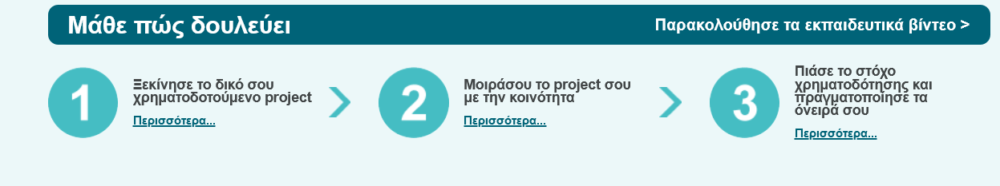 Μάθε πώς δουλεύει
Παρακολούθησε τα εκπαιδευτικά βίντεο >
1
Ξεκίνησε το δικό σου
χρηματοδοτούμενο project
Περισσότερα...
2
Μοιράσου το project σου
με την κοινότητα
Περισσότερα...
3
Πιάσε το στόχο
χρηματοδότησης και
πραγματοποίησε τα
όνειρά σου
Περισσότερα...